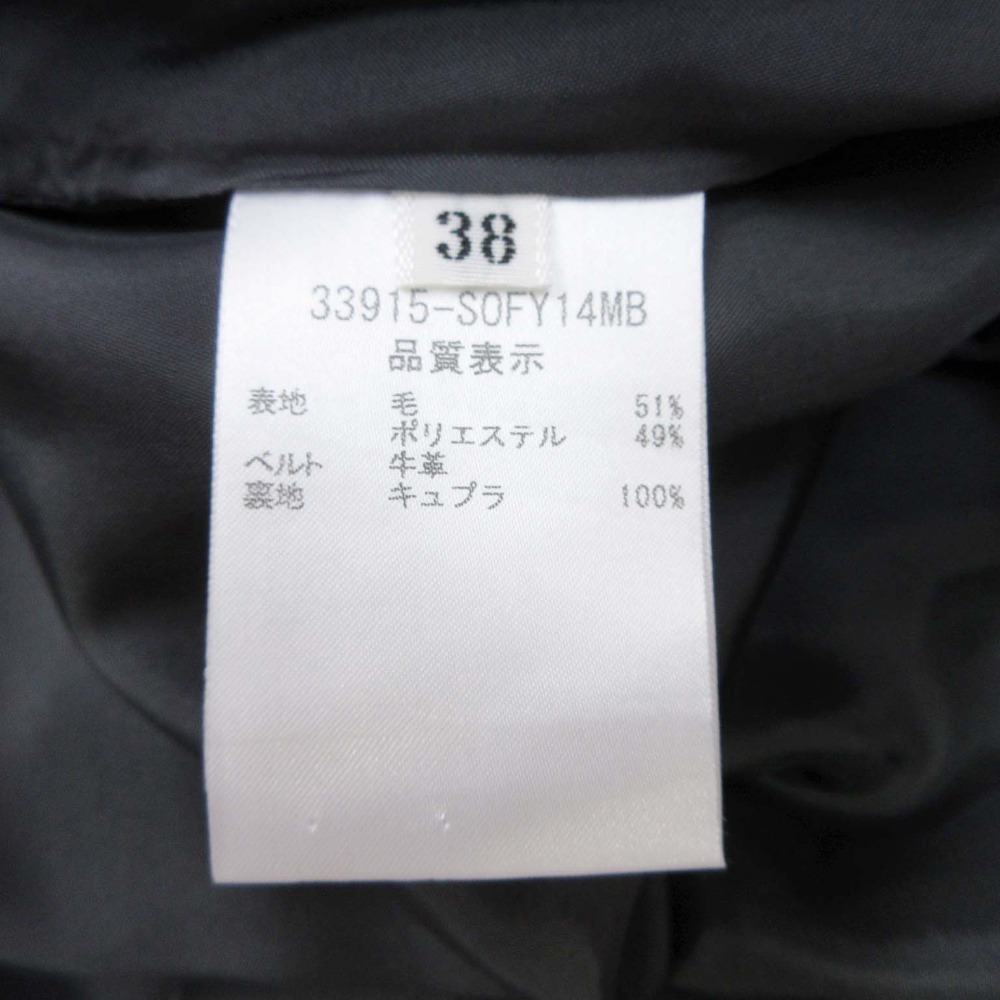 38
33915-SOFY14MB
品質表示
表地 毛 51%
ポリエステル 49%
ベルト 牛革
裏地 キュプラ 100%